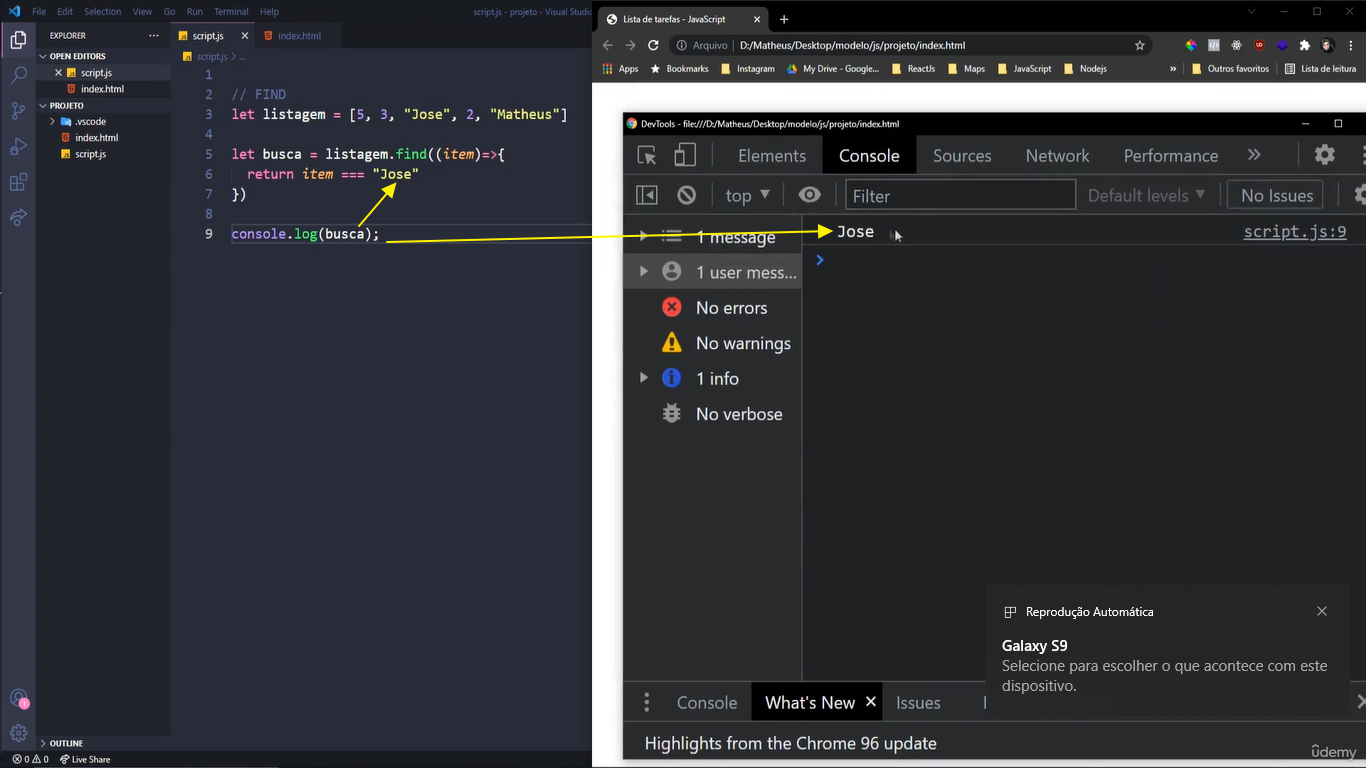 File Edit Selection View Go Run Terminal Help
script.js - projeto - Visual Studio
EXPLORER
OPEN EDITORS
script.js
index.html
PROJETO
.vscode
index.html
script.js
OUTLINE
0 0 Live Share
1
script.js index.html
script.js > ...
1
2 // FIND
3 let listagem = [5, 3, "Jose", 2, "Matheus"]
4
5 let busca = listagem.find((item)=>{
6 return item === "Jose"
7 })
8
9 console.log(busca);
Lista de tarefas - JavaScript
Arquivo D:/Matheus/Desktop/modelo/js/projeto/index.html
Apps Bookmarks Instagram My Drive - Google... ReactJs Maps JavaScript Nodejs » Outros favoritos Lista de leitura
DevTools - file:///D:/Matheus/Desktop/modelo/js/projeto/index.html
Elements Console Sources Network Performance »
top Filter Default levels No Issues
1 message
1 user mess...
No errors
No warnings
1 info
No verbose
Jose script.js:9
Reprodução Automática
Galaxy S9
Selecione para escolher o que acontece com este
dispositivo.
Console What's New Issues
Highlights from the Chrome 96 update
ûdemy